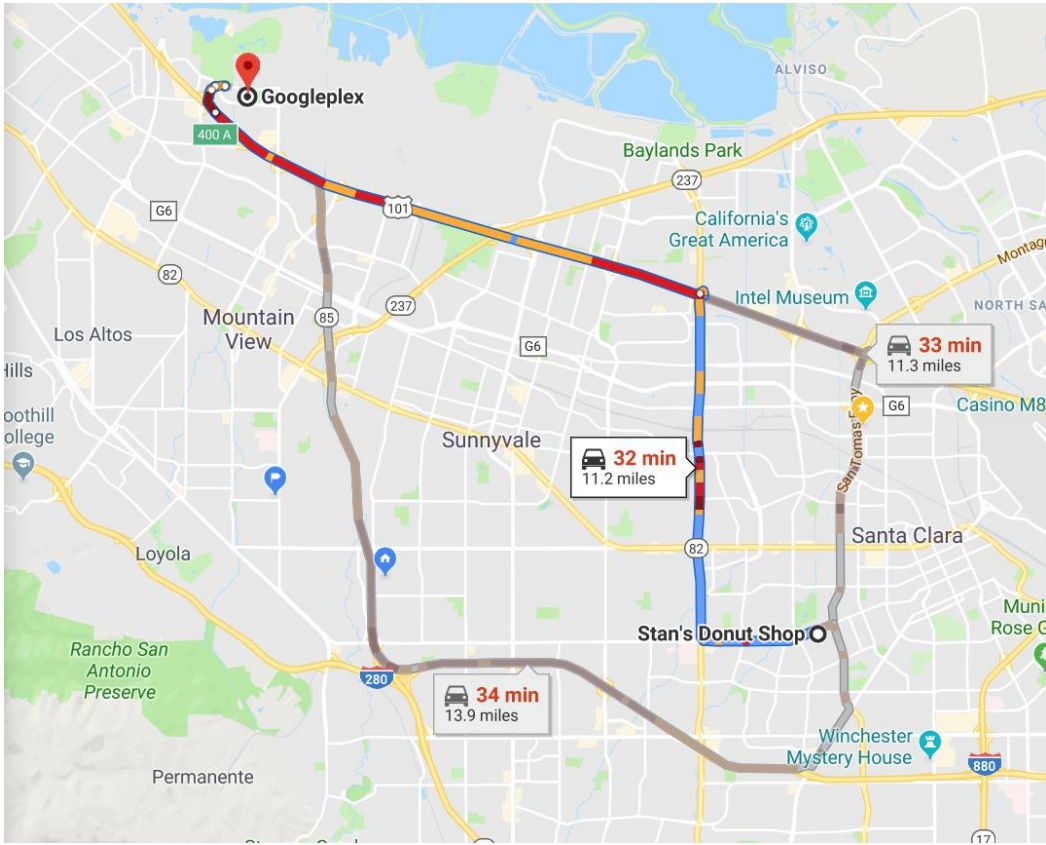 ALVISO
Googleplex
400 A
Baylands Park
237
101
G6
California's
Great America
Montag
82
Intel Museum
NORTH SA
237
Mountain
View
85
Los Altos
G6
33 min
11.3 miles
Hills
G6
Casino M8
oothill
ollege
Sunnyvale
32 min
11.2 miles
San Tomas E
y
Santa Clara
82
Loyola
Muni
Rose G
Stan's Donut Shop
Rancho San
Antonio
Preserve
280
34 min
13.9 miles
Winchester
Mystery House
880
Permanente
17